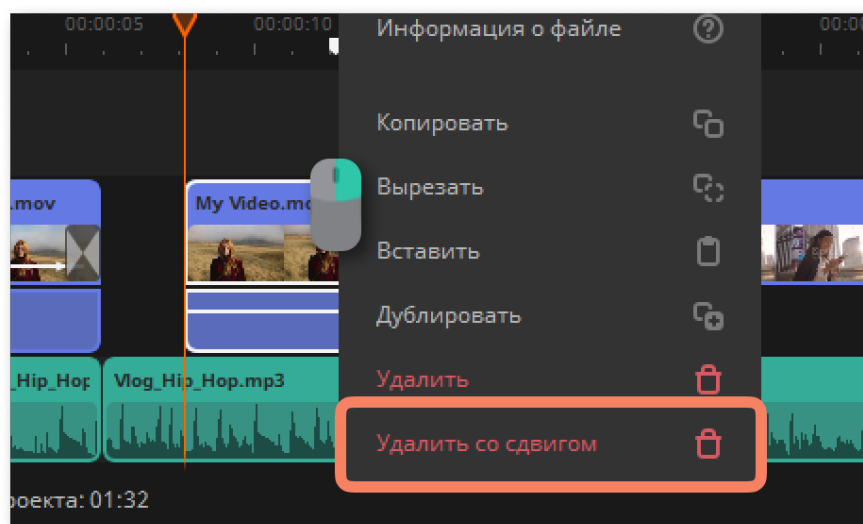 00:00:05
00:00:10
00:00
Информация о файле
Копировать
Вырезать
Вставить
Дублировать
Удалить
Удалить со сдвигом
.mov
My Video.mo
_Hip_Hop
Vlog_Hip_Hop.mp3
роекта: 01:32